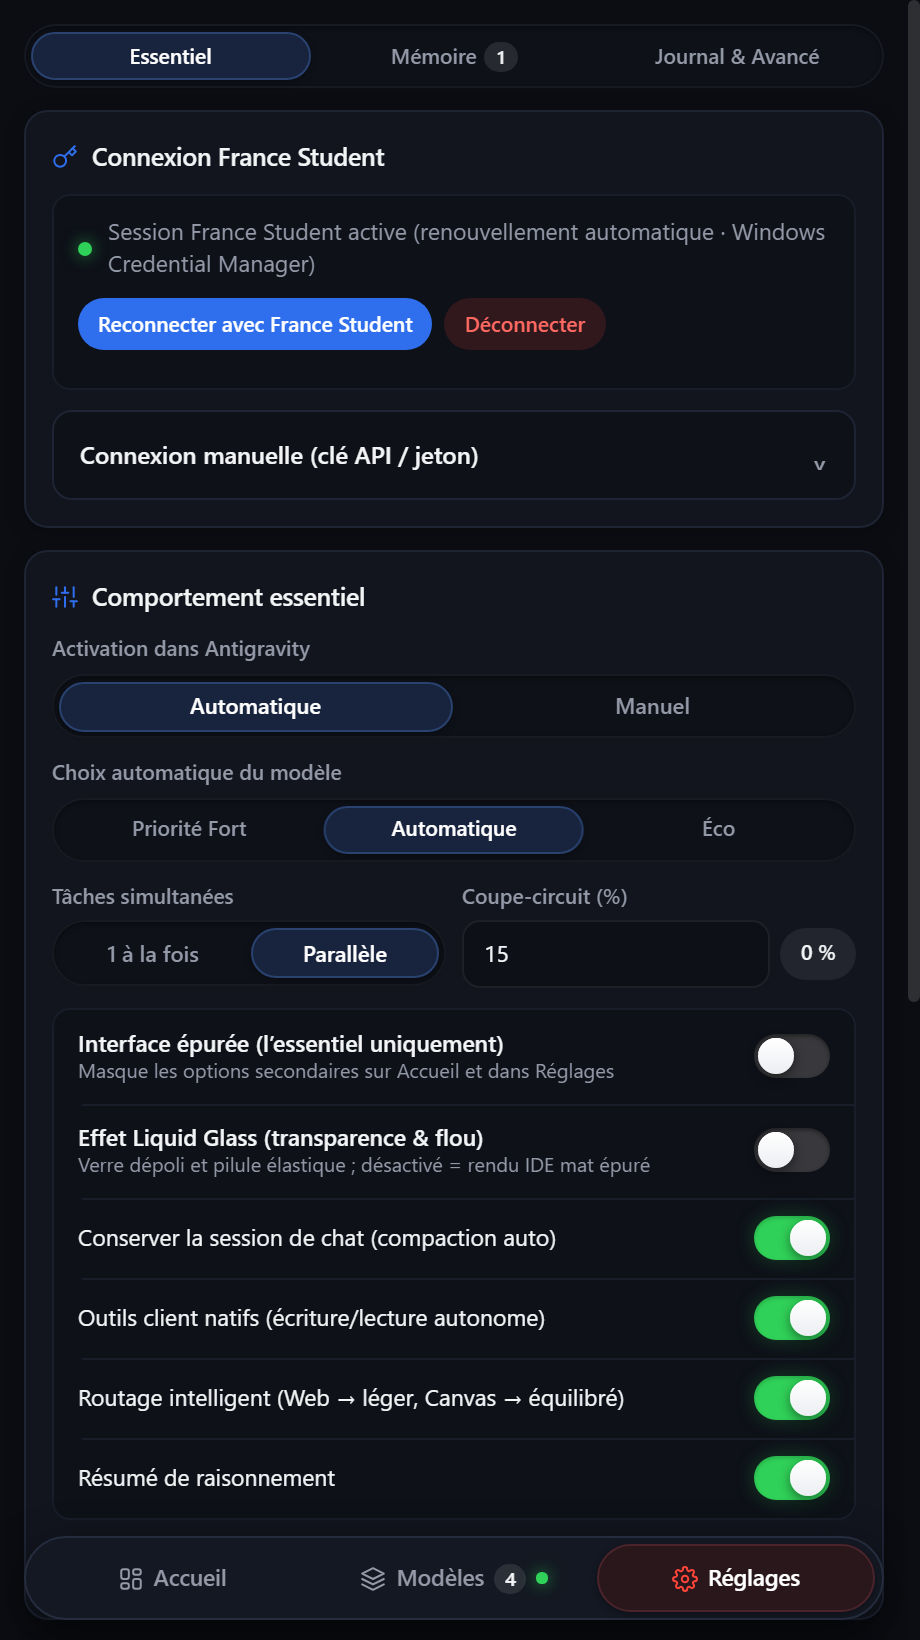 Essentiel
Mémoire 1
Journal & Avancé
Connexion France Student
Session France Student active (renouvellement automatique · Windows
Credential Manager)
Reconnecter avec France Student
Déconnecter
Connexion manuelle (clé API / jeton)
v
Comportement essentiel
Activation dans Antigravity
Automatique
Manuel
Choix automatique du modèle
Priorité Fort
Automatique
Éco
Tâches simultanées
Coupe-circuit (%)
1 à la fois
Parallèle
15
0 %
Interface épurée (l’essentiel uniquement)
Masque les options secondaires sur Accueil et dans Réglages
Effet Liquid Glass (transparence & flou)
Verre dépoli et pilule élastique ; désactivé = rendu IDE mat épuré
Conserver la session de chat (compaction auto)
Outils client natifs (écriture/lecture autonome)
Routage intelligent (Web → léger, Canvas → équilibré)
Résumé de raisonnement
Accueil
Modèles 4
Réglages